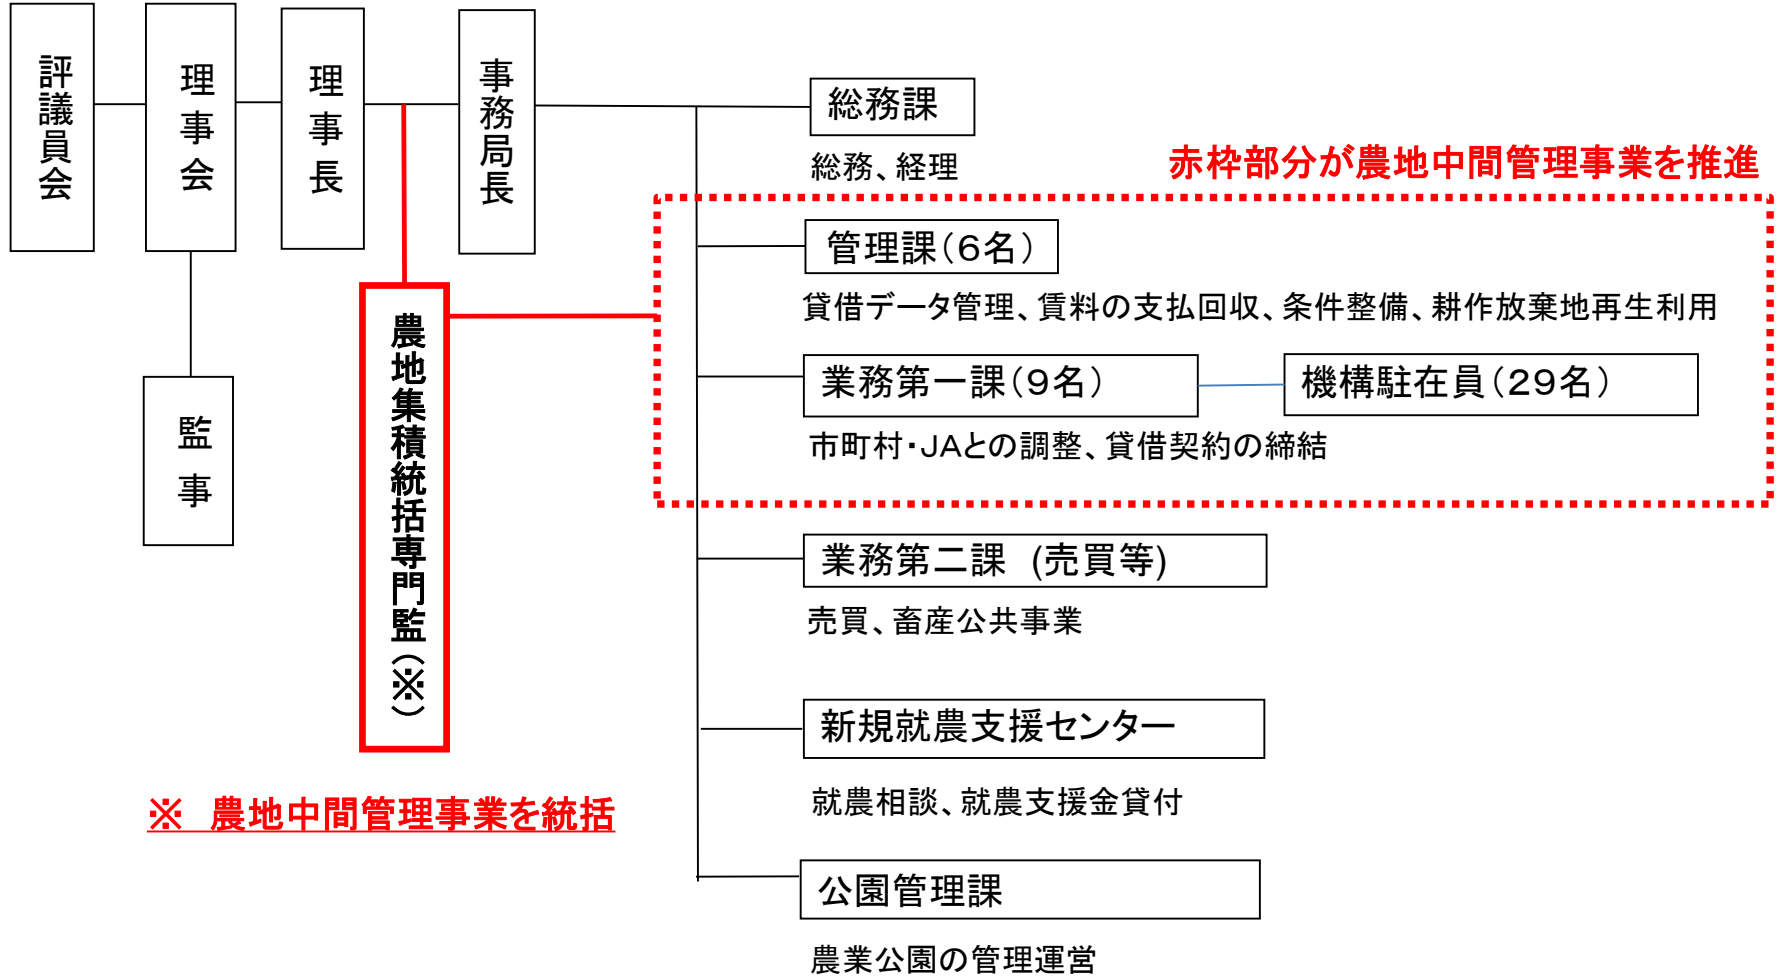 評議員会
理事会
理事長
事務局長
監事
農地集積統括専門監(※)
※　農地中間管理事業を統括
総務課
総務、経理
赤枠部分が農地中間管理事業を推進
管理課(6名)
貸借データ管理、賃料の支払回収、条件整備、耕作放棄地再生利用
業務第一課(9名)
機構駐在員(29名)
市町村・JAとの調整、貸借契約の締結
業務第二課 (売買等)
売買、畜産公共事業
新規就農支援センター
就農相談、就農支援金貸付
公園管理課
農業公園の管理運営